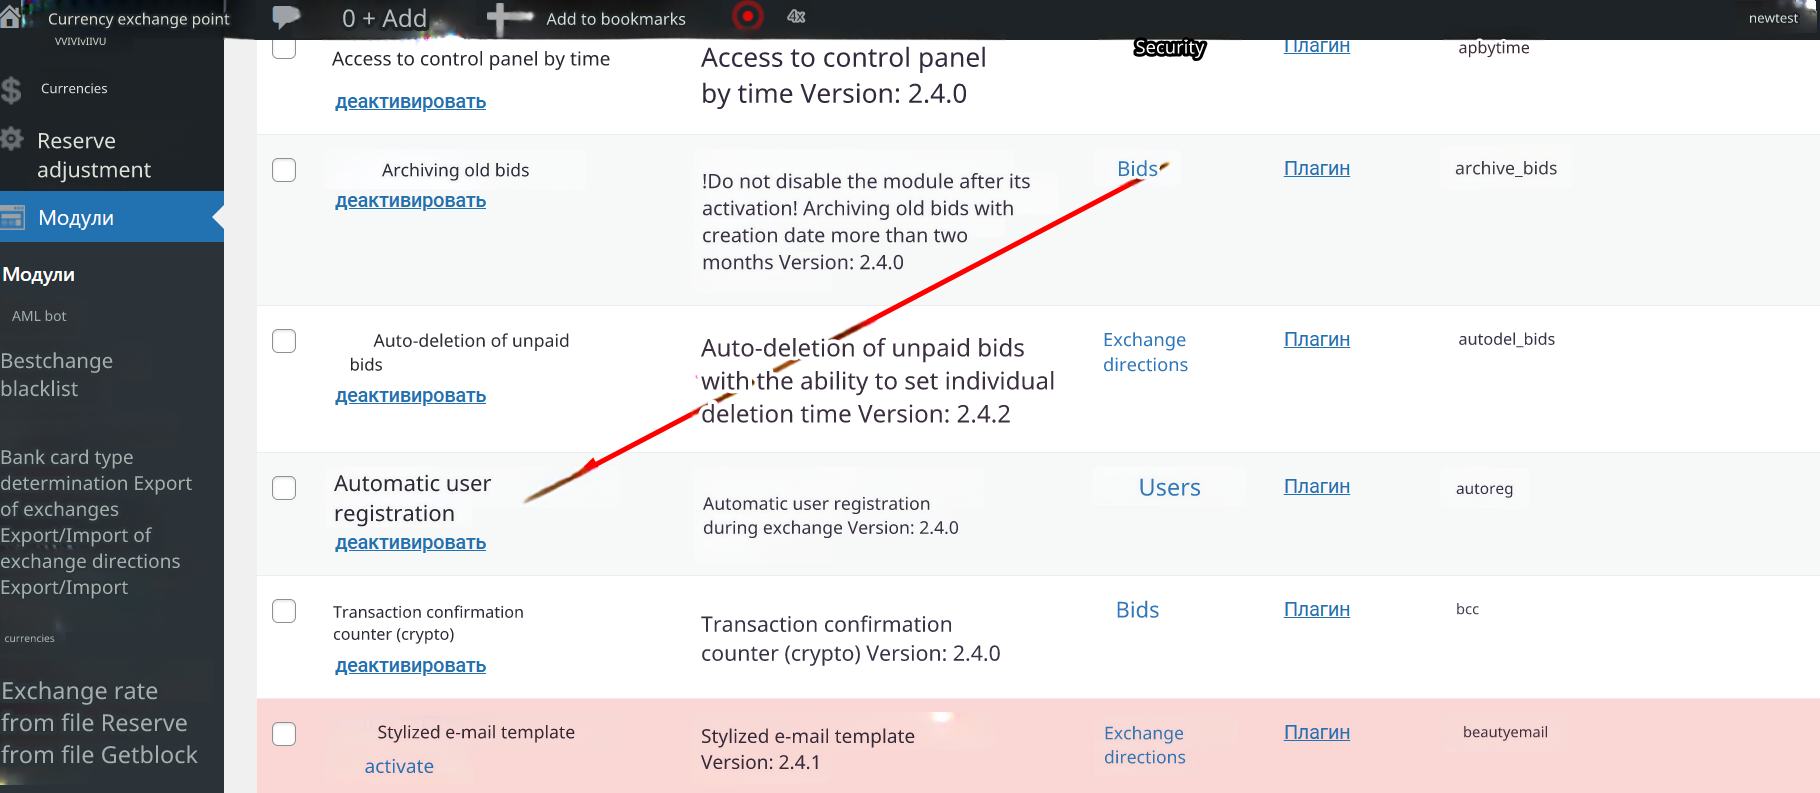 Currency exchange point
0 + Add
Add to bookmarks
newtest
Currencies
Reserve
adjustment
Модули
Модули
AML bot
Bestchange
blacklist
Bank card type
determination Export
of exchanges
Export/Import of
exchange directions
Export/Import
currencies
Exchange rate
from file Reserve
from file Getblock
Access to control panel by time
деактивировать
Access to control panel
by time Version: 2.4.0
Security
Плагин
apbytime
Archiving old bids
деактивировать
!Do not disable the module after its
activation! Archiving old bids with
creation date more than two
months Version: 2.4.0
Bids
Плагин
archive_bids
Auto-deletion of unpaid
bids
деактивировать
Auto-deletion of unpaid bids
with the ability to set individual
deletion time Version: 2.4.2
Exchange
directions
Плагин
autodel_bids
Automatic user
registration
деактивировать
Automatic user registration
during exchange Version: 2.4.0
Users
Плагин
autoreg
Transaction confirmation
counter (crypto)
деактивировать
Transaction confirmation
counter (crypto) Version: 2.4.0
Bids
Плагин
bcc
Stylized e-mail template
activate
Stylized e-mail template
Version: 2.4.1
Exchange
directions
Плагин
beautyemail